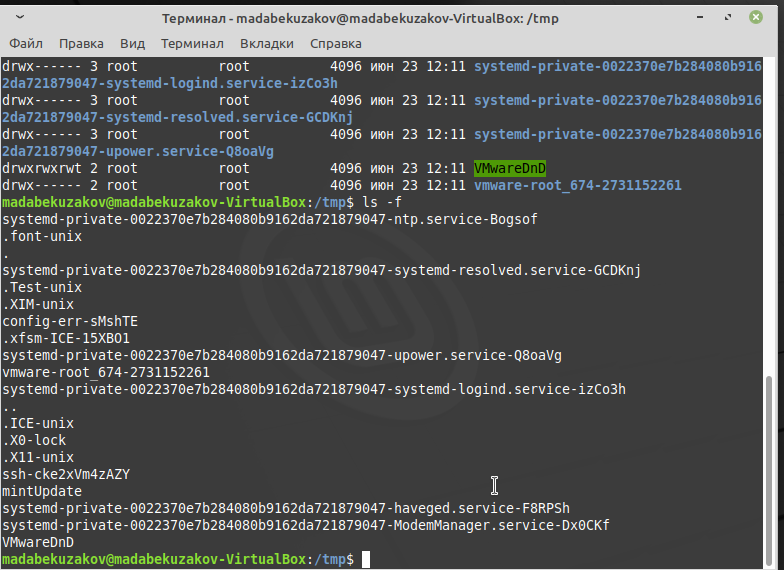 Терминал - madabekuzakov@madabekuzakov-VirtualBox: /tmp
Файл Правка Вид Терминал Вкладки Справка
drwx------ 3 root root 4096 июн 23 12:11 systemd-private-0022370e7b284080b916
2da721879047-systemd-logind.service-izCo3h
drwx------ 3 root root 4096 июн 23 12:11 systemd-private-0022370e7b284080b916
2da721879047-systemd-resolved.service-GCDKnj
drwx------ 3 root root 4096 июн 23 12:11 systemd-private-0022370e7b284080b916
2da721879047-upower.service-Q8oaVg
drwxrwxrwt 2 root root 4096 июн 23 12:11 VMwareDnD
drwx------ 2 root root 4096 июн 23 12:11 vmware-root_674-2731152261
madabekuzakov@madabekuzakov-VirtualBox:/tmp$ ls -f
systemd-private-0022370e7b284080b9162da721879047-ntp.service-Bogsof
.font-unix
.
systemd-private-0022370e7b284080b9162da721879047-systemd-resolved.service-GCDKnj
.Test-unix
.XIM-unix
config-err-sMshTE
.xfsm-ICE-15XBO1
systemd-private-0022370e7b284080b9162da721879047-upower.service-Q8oaVg
vmware-root_674-2731152261
systemd-private-0022370e7b284080b9162da721879047-systemd-logind.service-izCo3h
..
.ICE-unix
.X0-lock
.X11-unix
ssh-cke2xVm4zAZY
mintUpdate
systemd-private-0022370e7b284080b9162da721879047-haveged.service-F8RPSh
systemd-private-0022370e7b284080b9162da721879047-ModemManager.service-Dx0CKf
VMwareDnD
madabekuzakov@madabekuzakov-VirtualBox:/tmp$